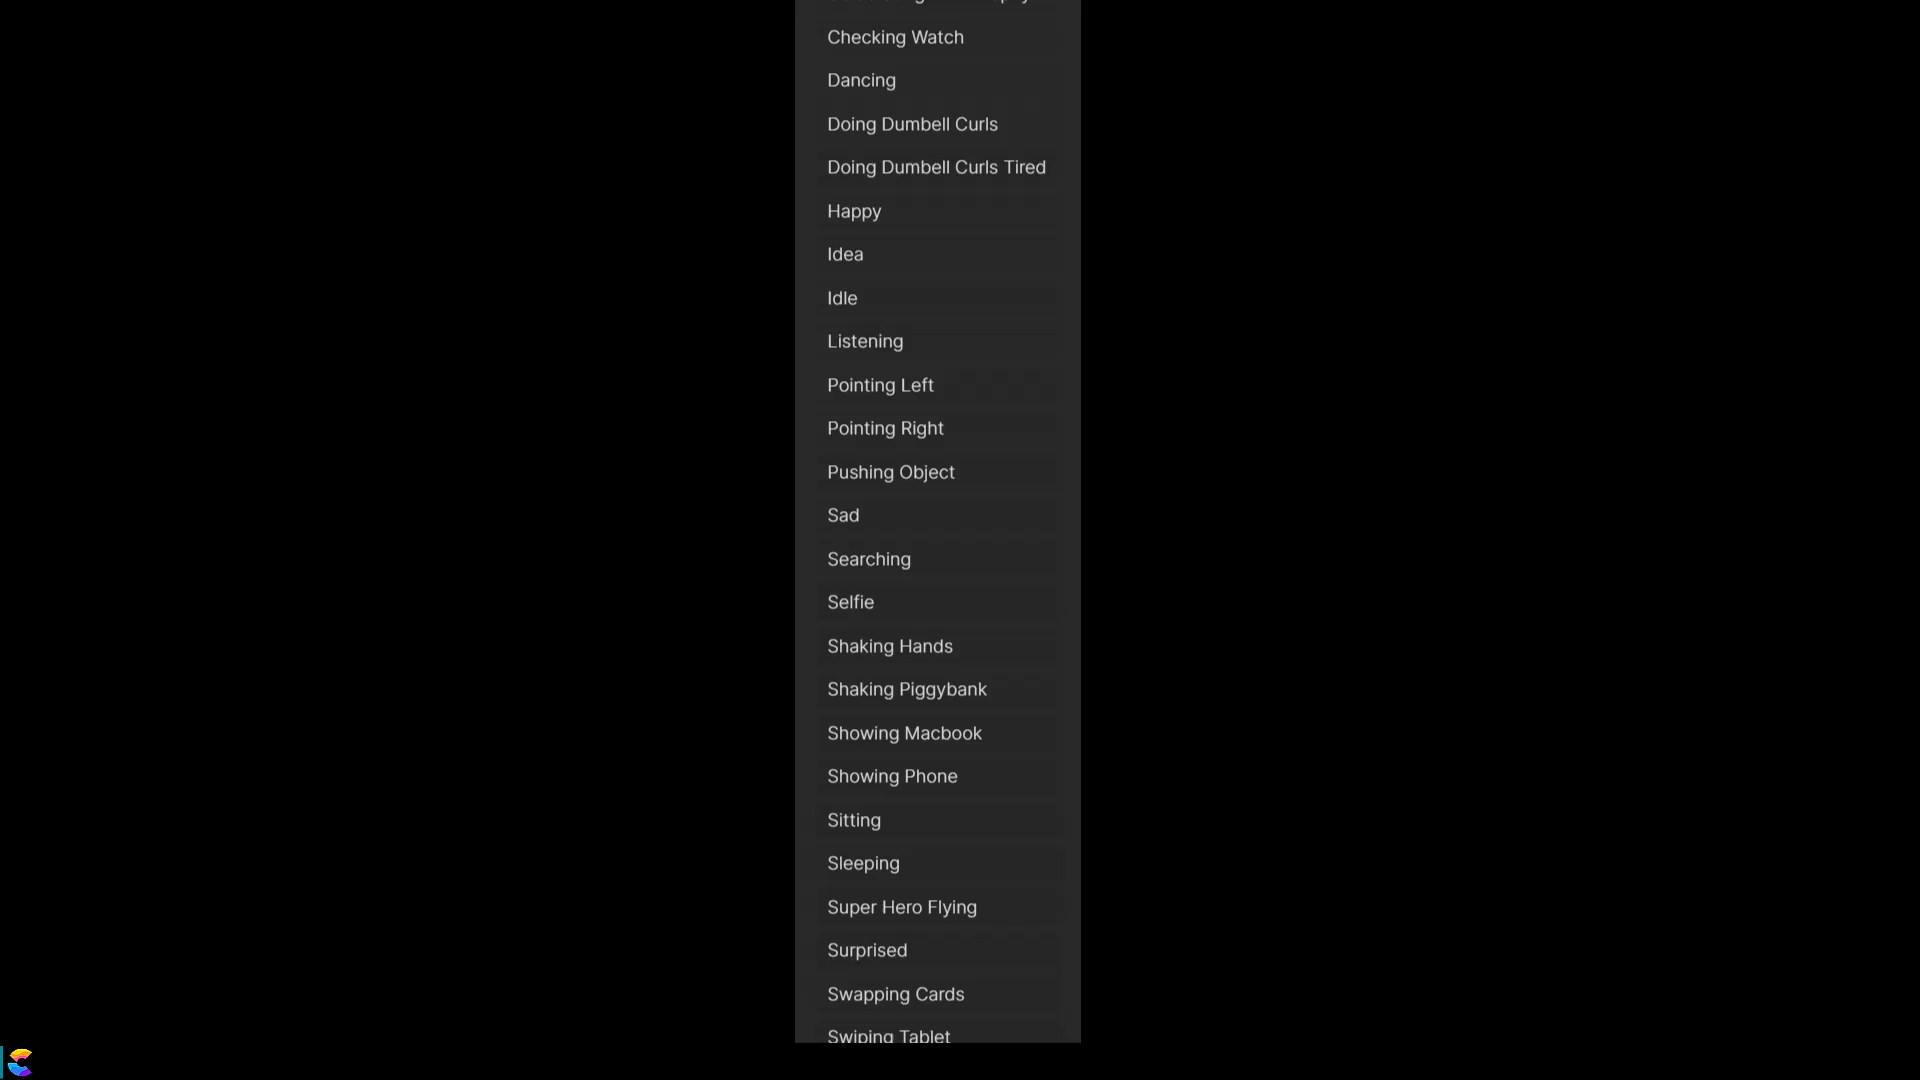 Checking Watch
Dancing
Doing Dumbell Curls
Doing Dumbell Curls Tired
Happy
Idea
Idle
Listening
Pointing Left
Pointing Right
Pushing Object
Sad
Searching
Selfie
Shaking Hands
Shaking Piggybank
Showing Macbook
Showing Phone
Sitting
Sleeping
Super Hero Flying
Surprised
Swapping Cards
Swiping Tablet